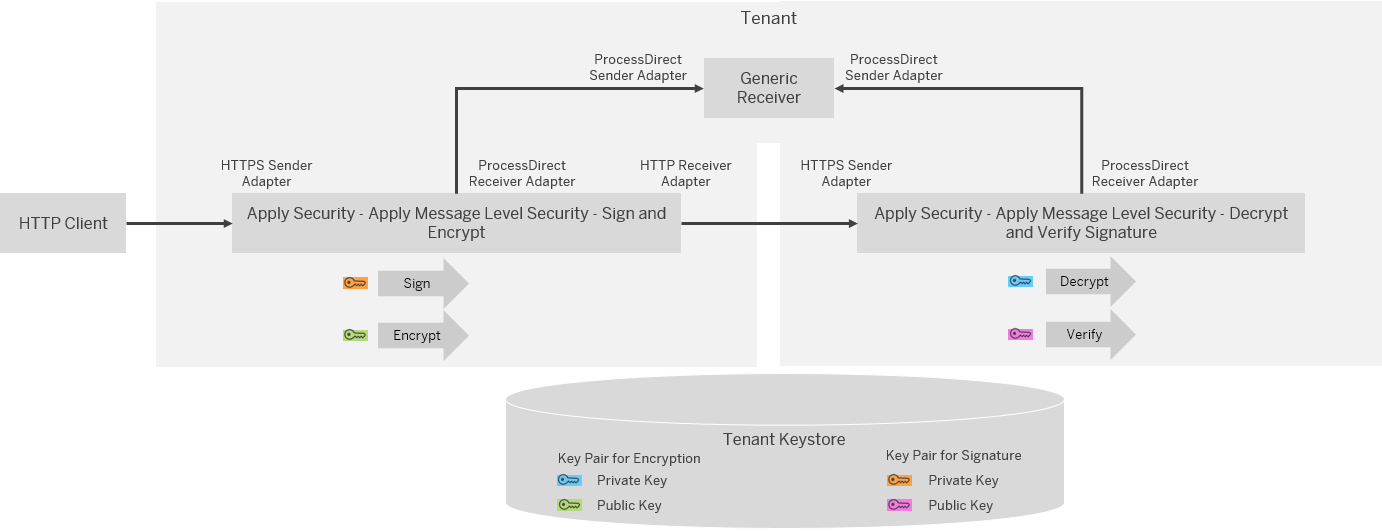 Tenant
ProcessDirect
Sender Adapter
Generic
Receiver
ProcessDirect
Sender Adapter
HTTPS Sender
Adapter
ProcessDirect
Receiver Adapter
HTTP Receiver
Adapter
HTTPS Sender
Adapter
ProcessDirect
Receiver Adapter
HTTP Client
Apply Security - Apply Message Level Security - Sign and
Encrypt
Apply Security - Apply Message Level Security - Decrypt
and Verify Signature
Sign
Encrypt
Decrypt
Verify
Tenant Keystore
Key Pair for Encryption
Private Key
Public Key
Key Pair for Signature
Private Key
Public Key